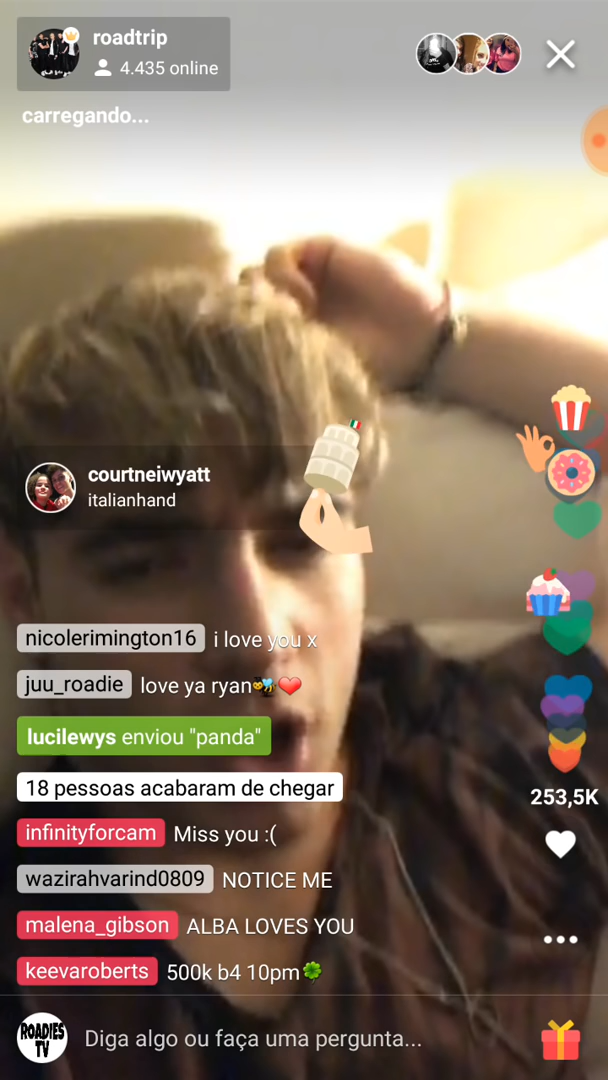 roadtrip
4.435 online
carregando...
courtneiwyatt
italianhand
nicolerimington16 i love you x
juu_roadie love ya ryan🐝❤️
lucilewys enviou "panda"
18 pessoas acabaram de chegar
infinityforcam Miss you :(
wazirahvarind0809 NOTICE ME
253,5K
malena_gibson ALBA LOVES YOU
keevaroberts 500k b4 10pm🍀
ROADIES
TV
Diga algo ou faça uma pergunta...